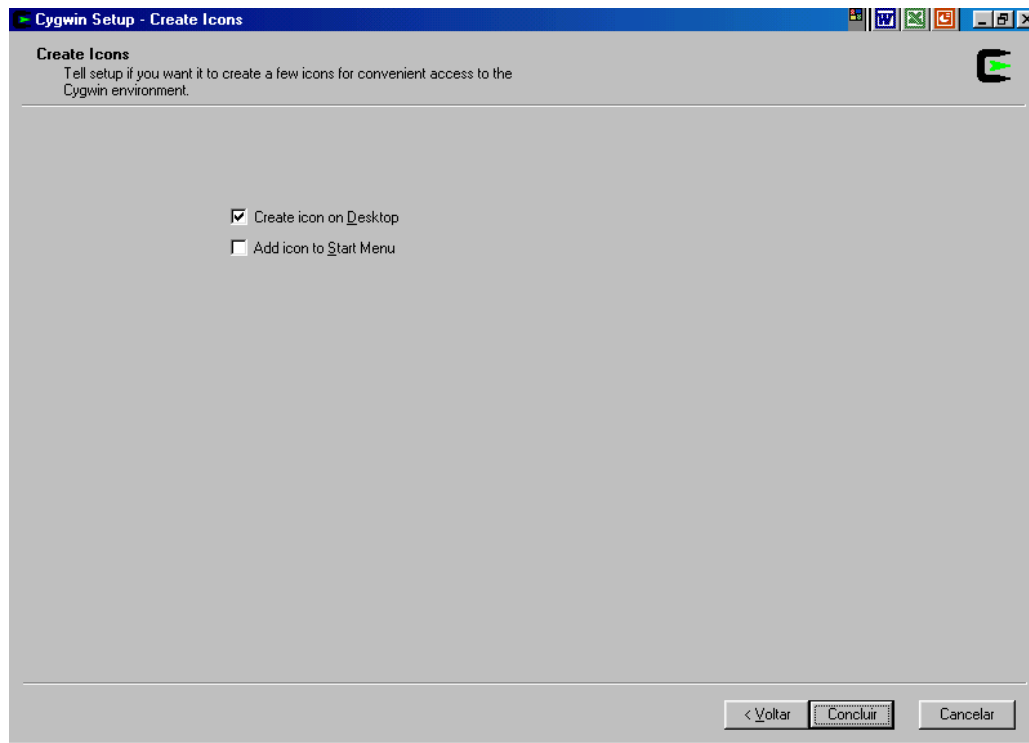 Cygwin Setup - Create Icons
Create Icons
Tell setup if you want it to create a few icons for convenient access to the
Cygwin environment.
Create icon on Desktop
Add icon to Start Menu
< Voltar
Concluir
Cancelar